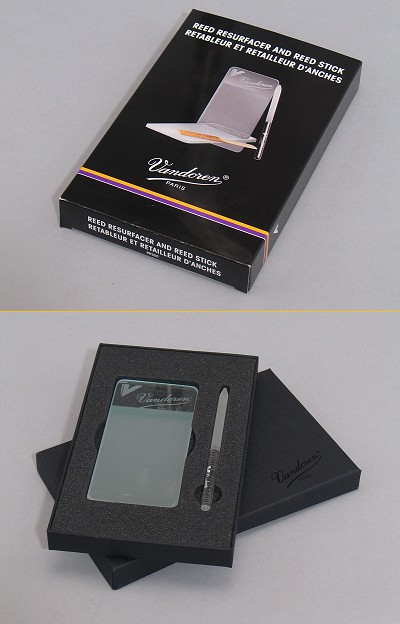 REED RESURFACER AND REED STICK
RETABLEUR ET RETAILLEUR D'ANCHES
Vandoren®
PARIS
REED RESURFACER AND REED STICK
RETABLEUR ET RETAILLEUR D'ANCHES
Vandoren
Vandoren
PARIS